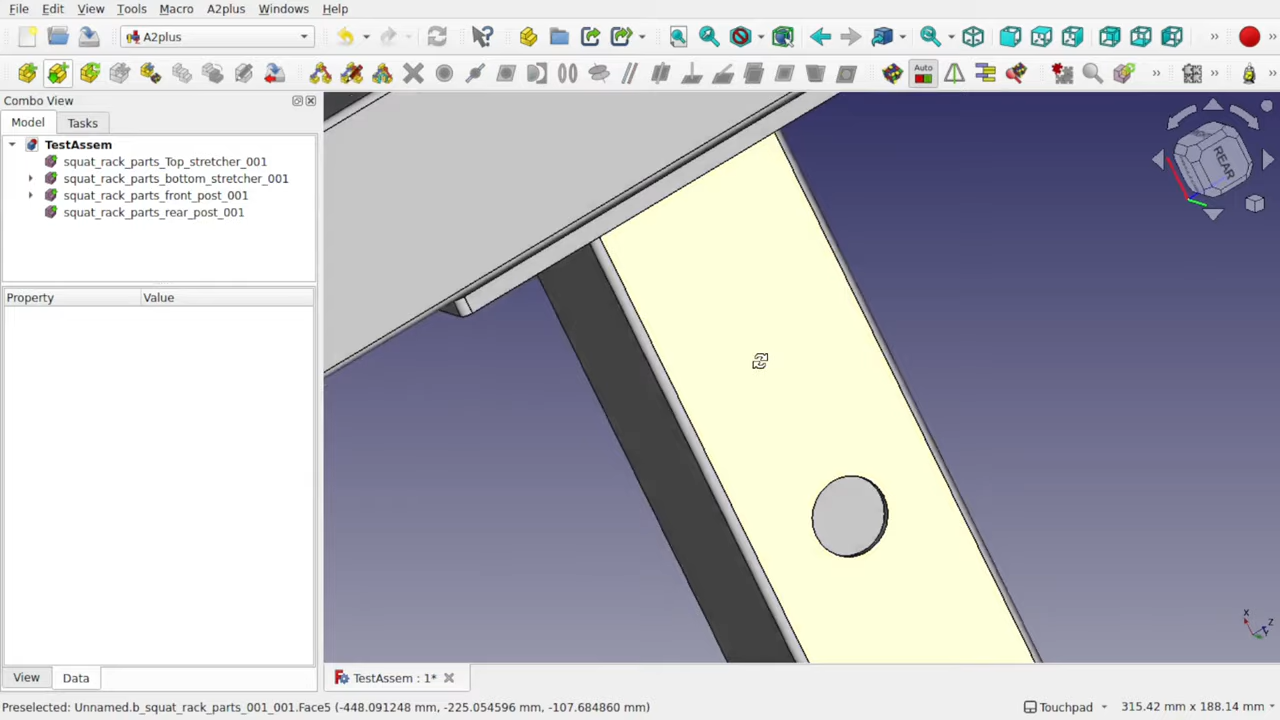 File Edit View Tools Macro A2plus Windows Help
A2plus
Auto
Combo View
Model Tasks
TestAssem
squat_rack_parts_Top_stretcher_001
squat_rack_parts_bottom_stretcher_001
squat_rack_parts_front_post_001
squat_rack_parts_rear_post_001
Property Value
REAR
X
Z
Y
View Data
TestAssem : 1*
Preselected: Unnamed.b_squat_rack_parts_001_001.Face5 (-448.091248 mm, -225.054596 mm, -107.684860 mm)
Touchpad
315.42 mm x 188.14 mm